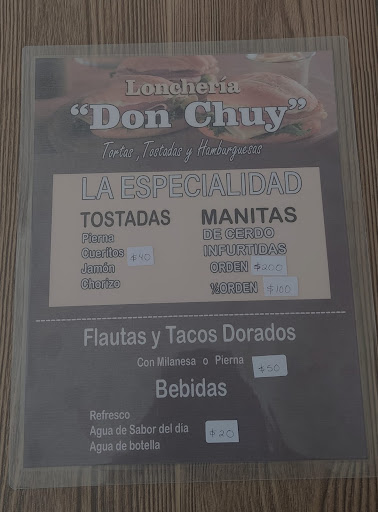 Lonchería
"Don Chuy"
Tortas, Tostadas y Hamburguesas
LA ESPECIALIDAD
TOSTADAS
Pierna
Cueritos
Jamón
Chorizo
$40
MANITAS
DE CERDO
INFURTIDAS
ORDEN $200
½ORDEN $100
Flautas y Tacos Dorados
Con Milanesa o Pierna $50
Bebidas
Refresco
Agua de Sabor del dia
Agua de botella
$20